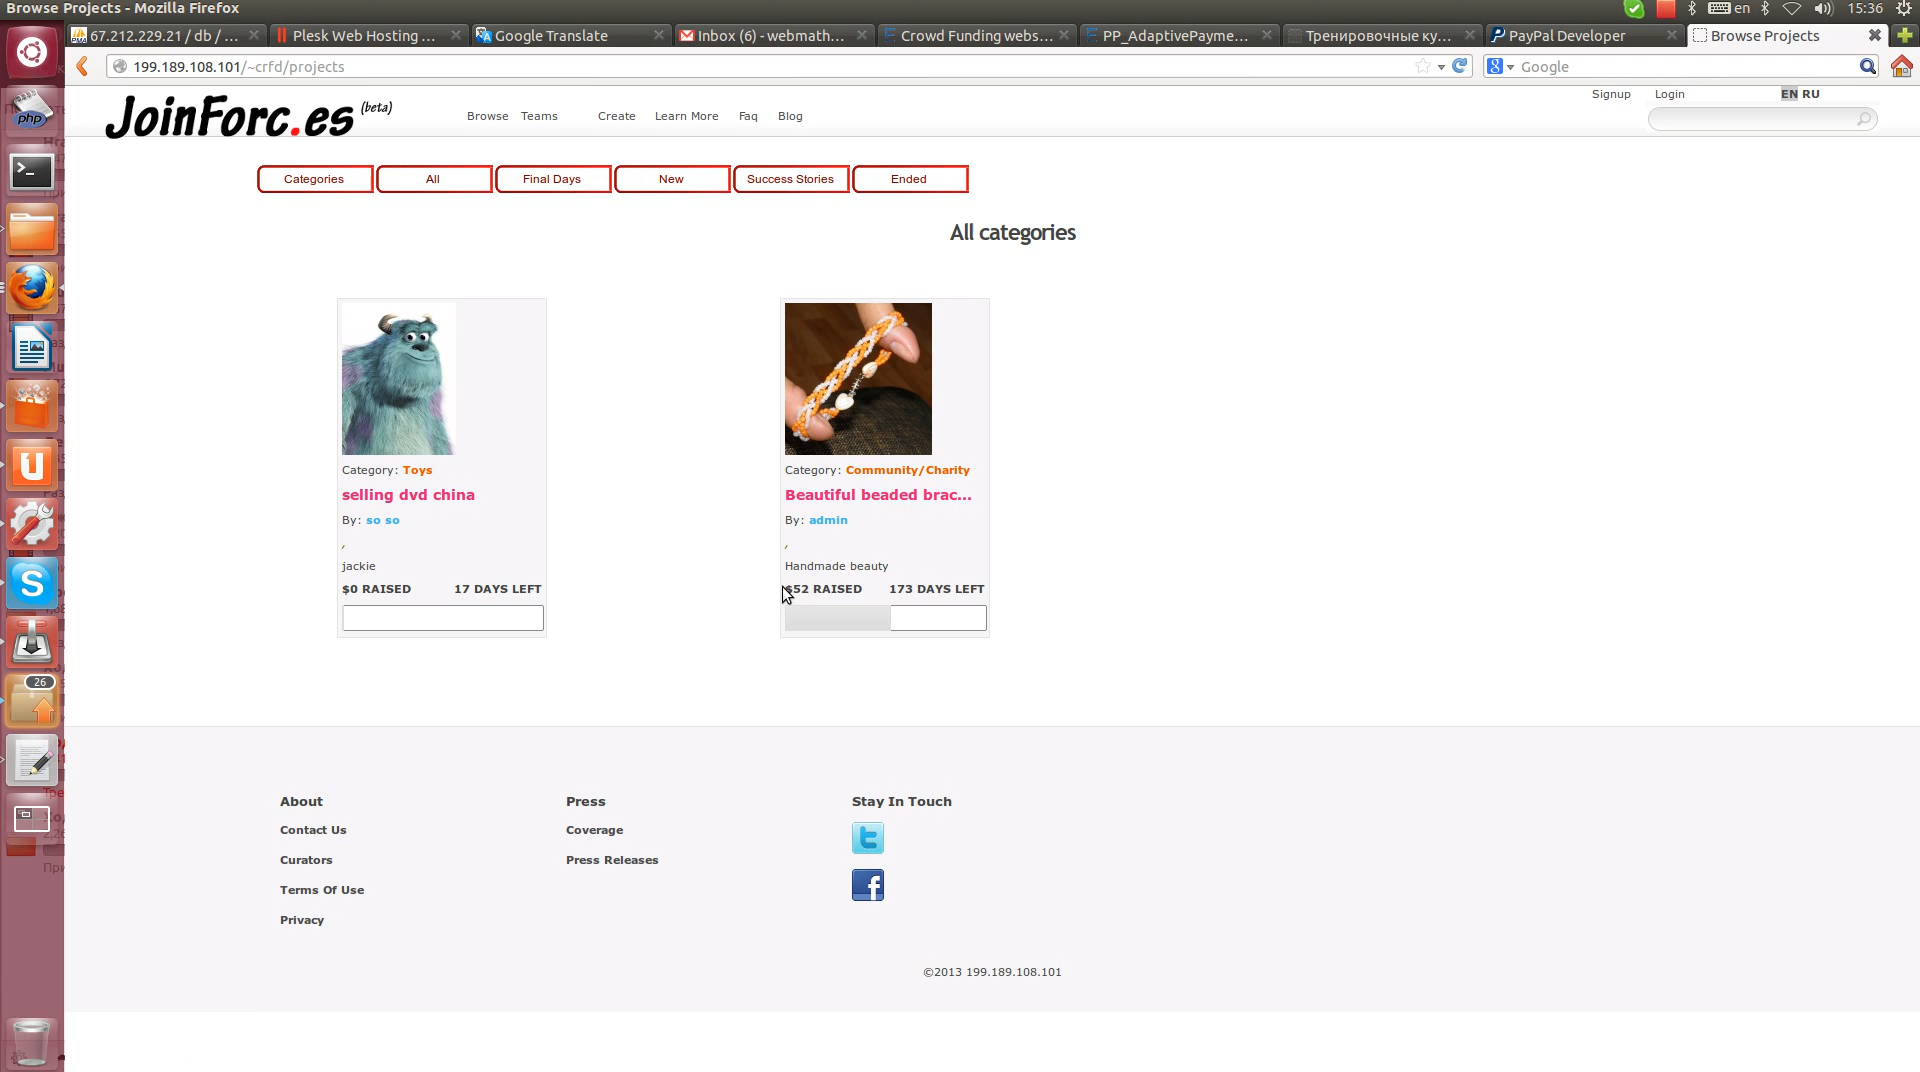 Browse Projects - Mozilla Firefox
en 15:36
67.212.229.21 / db / ...
Plesk Web Hosting ...
Google Translate
Inbox (6) - webmath...
Crowd Funding webs...
PP_AdaptivePayme...
Тренировочные ку...
PayPal Developer
Browse Projects
199.189.108.101/~crfd/projects
Google
JoinForc.es (beta)
Browse Teams Create Learn More Faq Blog
Signup Login EN RU
Categories All Final Days New Success Stories Ended
All categories
Category: Toys
selling dvd china
By: so so
,
jackie
$0 RAISED 17 DAYS LEFT
Category: Community/Charity
Beautiful beaded brac...
By: admin
,
Handmade beauty
$52 RAISED 173 DAYS LEFT
About
Contact Us
Curators
Terms Of Use
Privacy
Press
Coverage
Press Releases
Stay In Touch
©2013 199.189.108.101
php
26